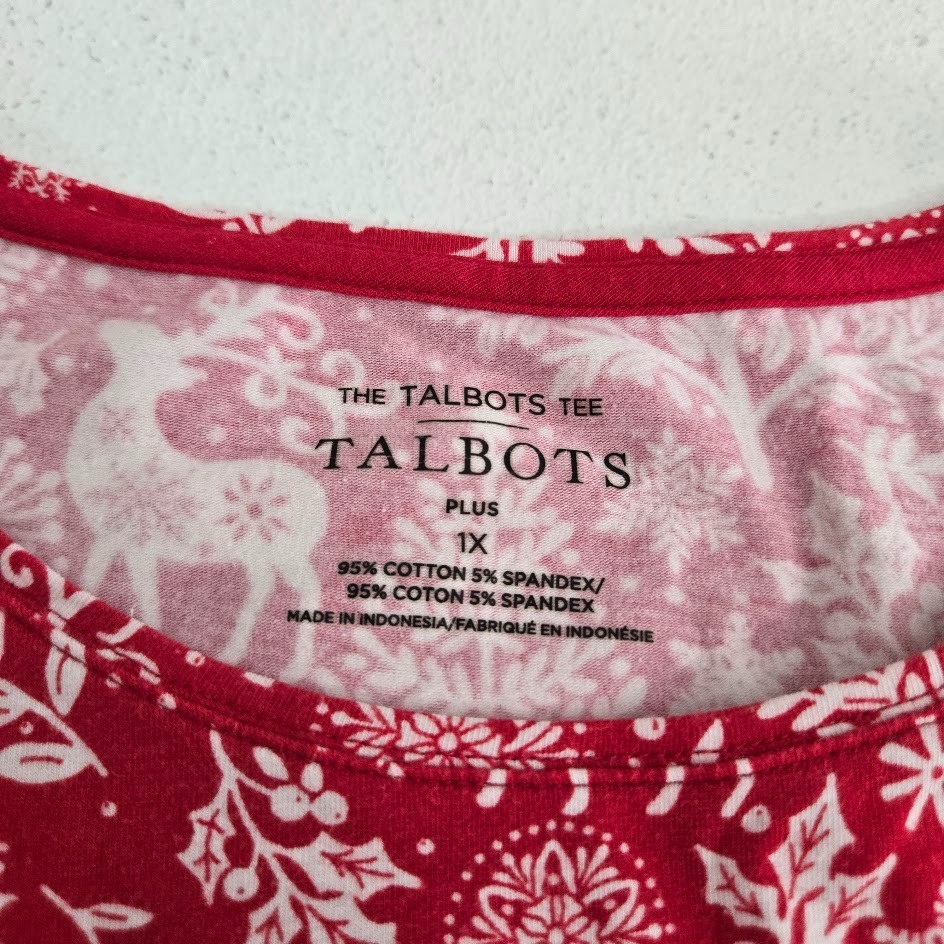 THE TALBOTS TEE
TALBOTS
PLUS
1X
95% COTTON 5% SPANDEX/
95% COTON 5% SPANDEX
MADE IN INDONESIA/FABRIQUÉ EN INDONÉSIE